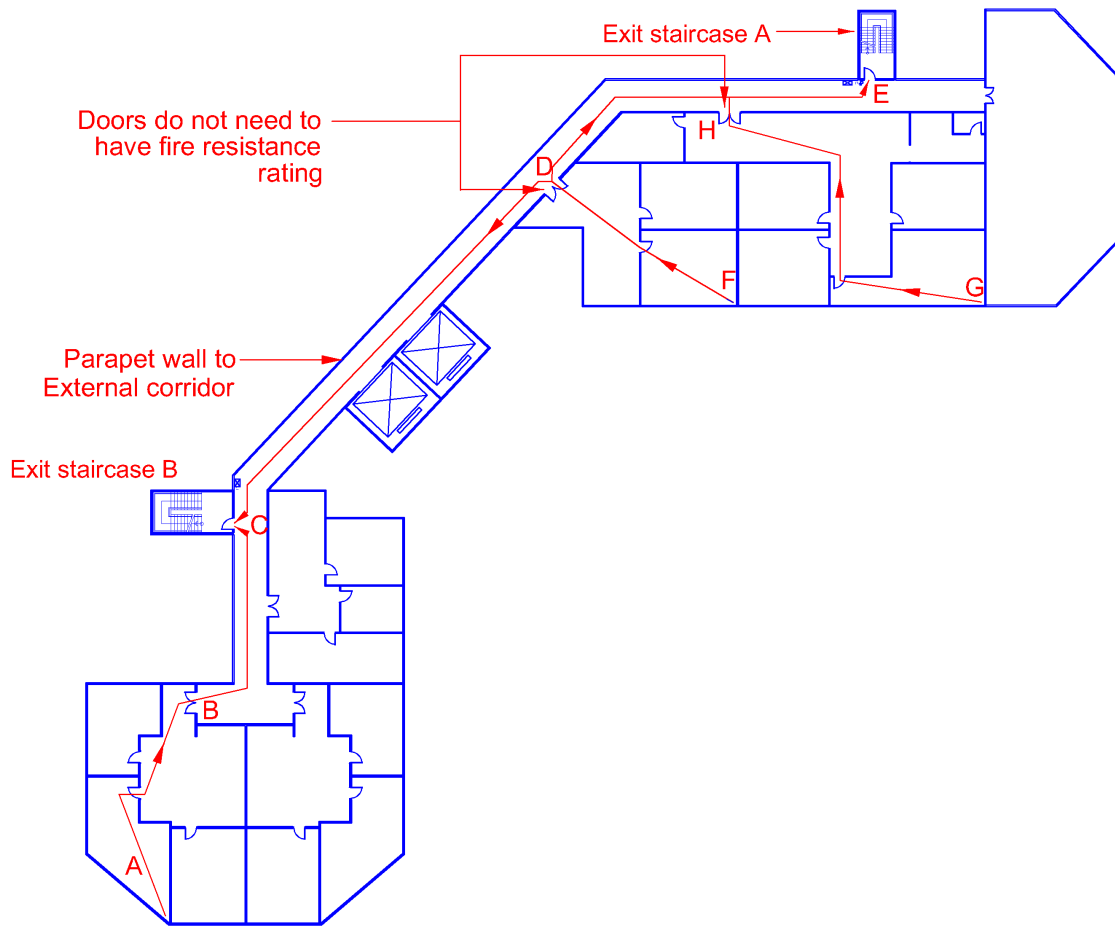 Exit staircase A
E
Doors do not need to
have fire resistance
rating
H
D
F
G
Parapet wall to
External corridor
Exit staircase B
C
B
A